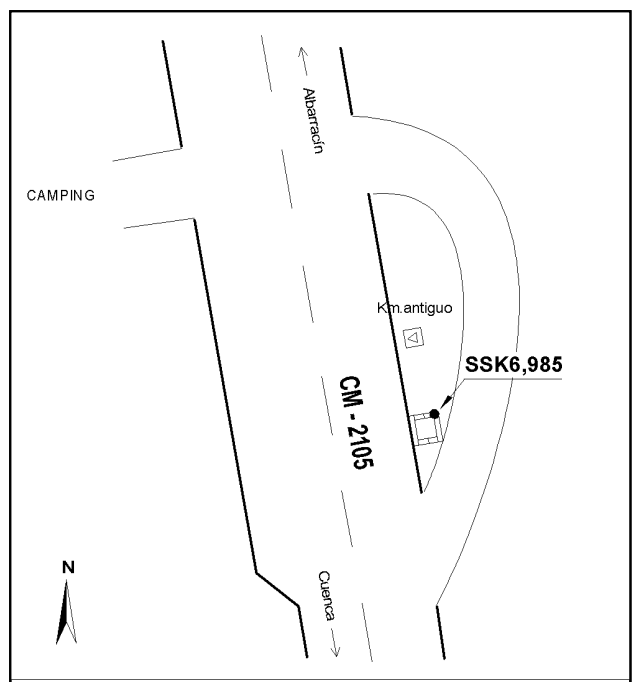 Albarracín
CAMPING
Km.antiguo
SSK6,985
CM - 2105
N
Cuenca